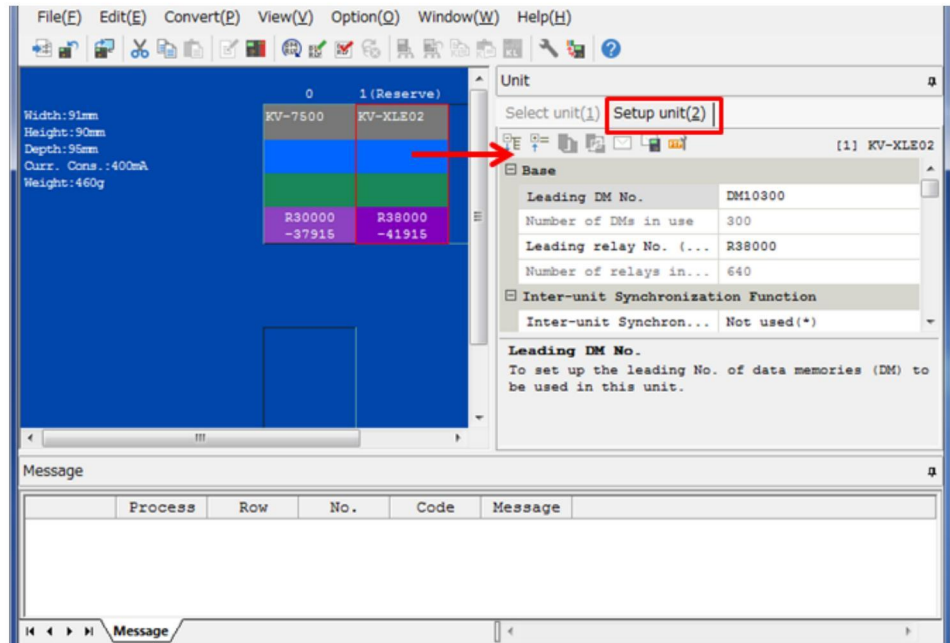 File(F) Edit(E) Convert(P) View(V) Option(O) Window(W) Help(H)
0 1(Reserve)
Width:91mm
Height:90mm
Depth:95mm
Curr. Cons.:400mA
Weight:460g
KV-7500 KV-XLE02
R30000
-37915
R38000
-41915
Unit
Select unit(1) Setup unit(2)
[1] KV-XLE02
Base
Leading DM No. DM10300
Number of DMs in use 300
Leading relay No. (... R38000
Number of relays in... 640
Inter-unit Synchronization Function
Inter-unit Synchron... Not used(*)
Leading DM No.
To set up the leading No. of data memories (DM) to
be used in this unit.
Message
Process Row No. Code Message
Message